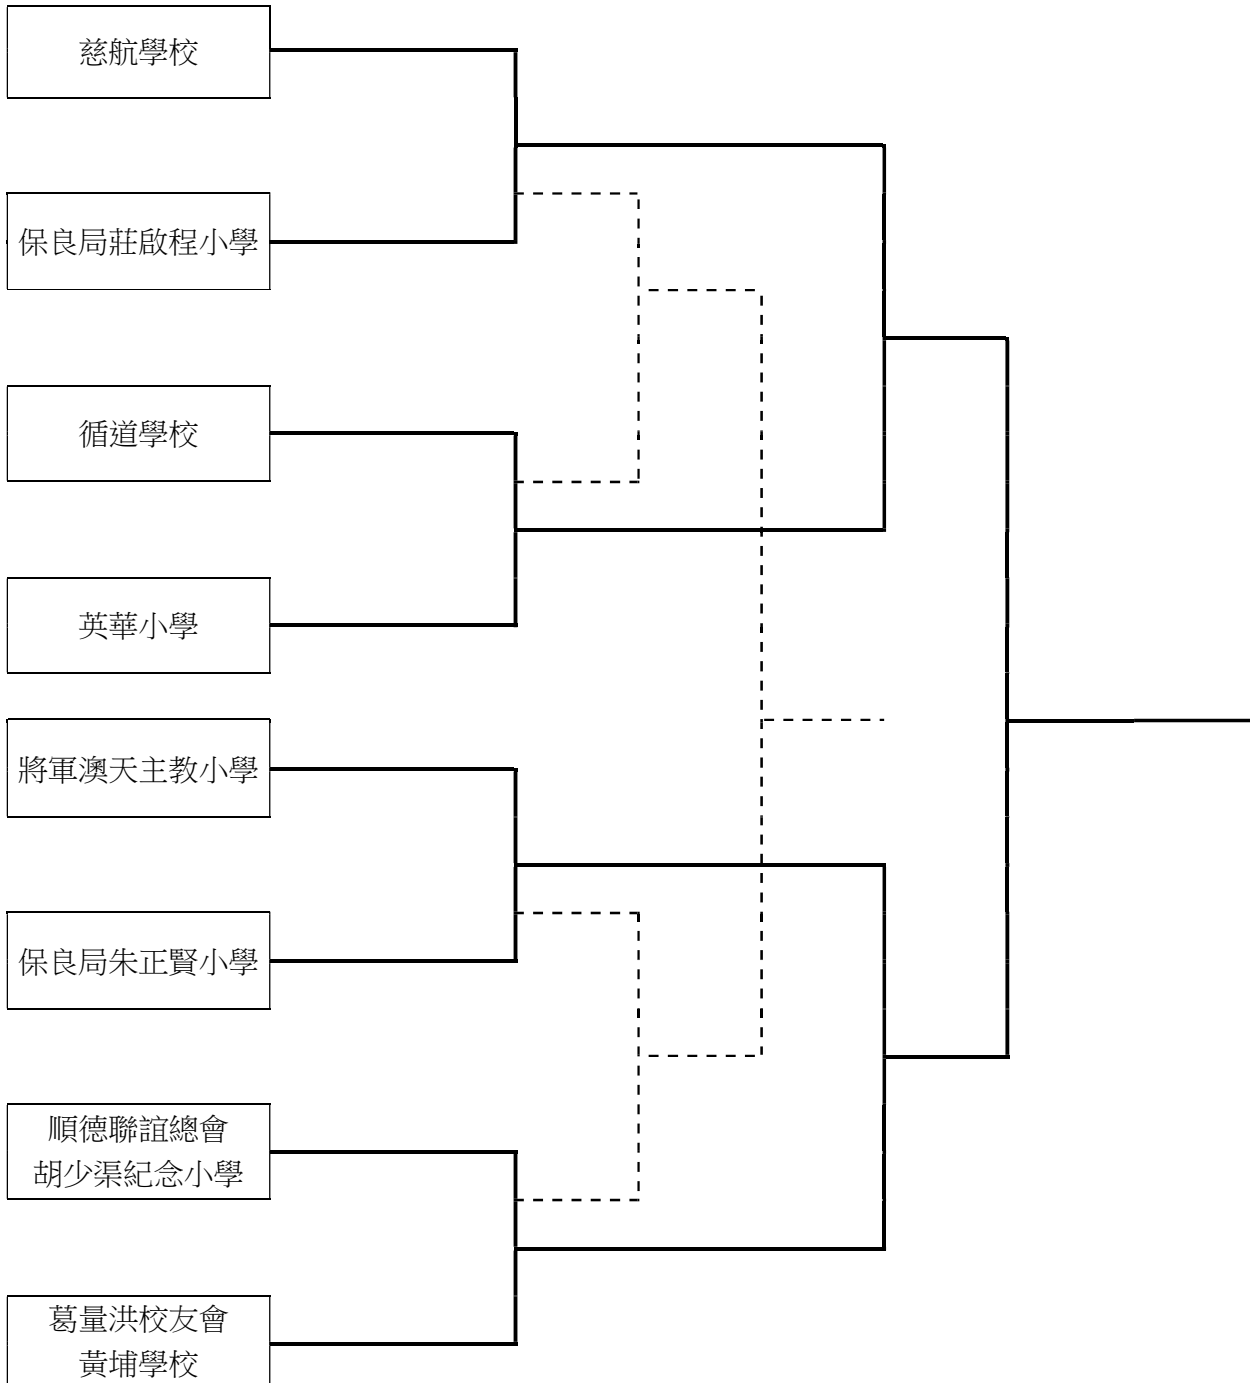 慈航學校
保良局莊啟程小學
循道學校
英華小學
將軍澳天主教小學
保良局朱正賢小學
順德聯誼總會
胡少渠紀念小學
葛量洪校友會
黃埔學校